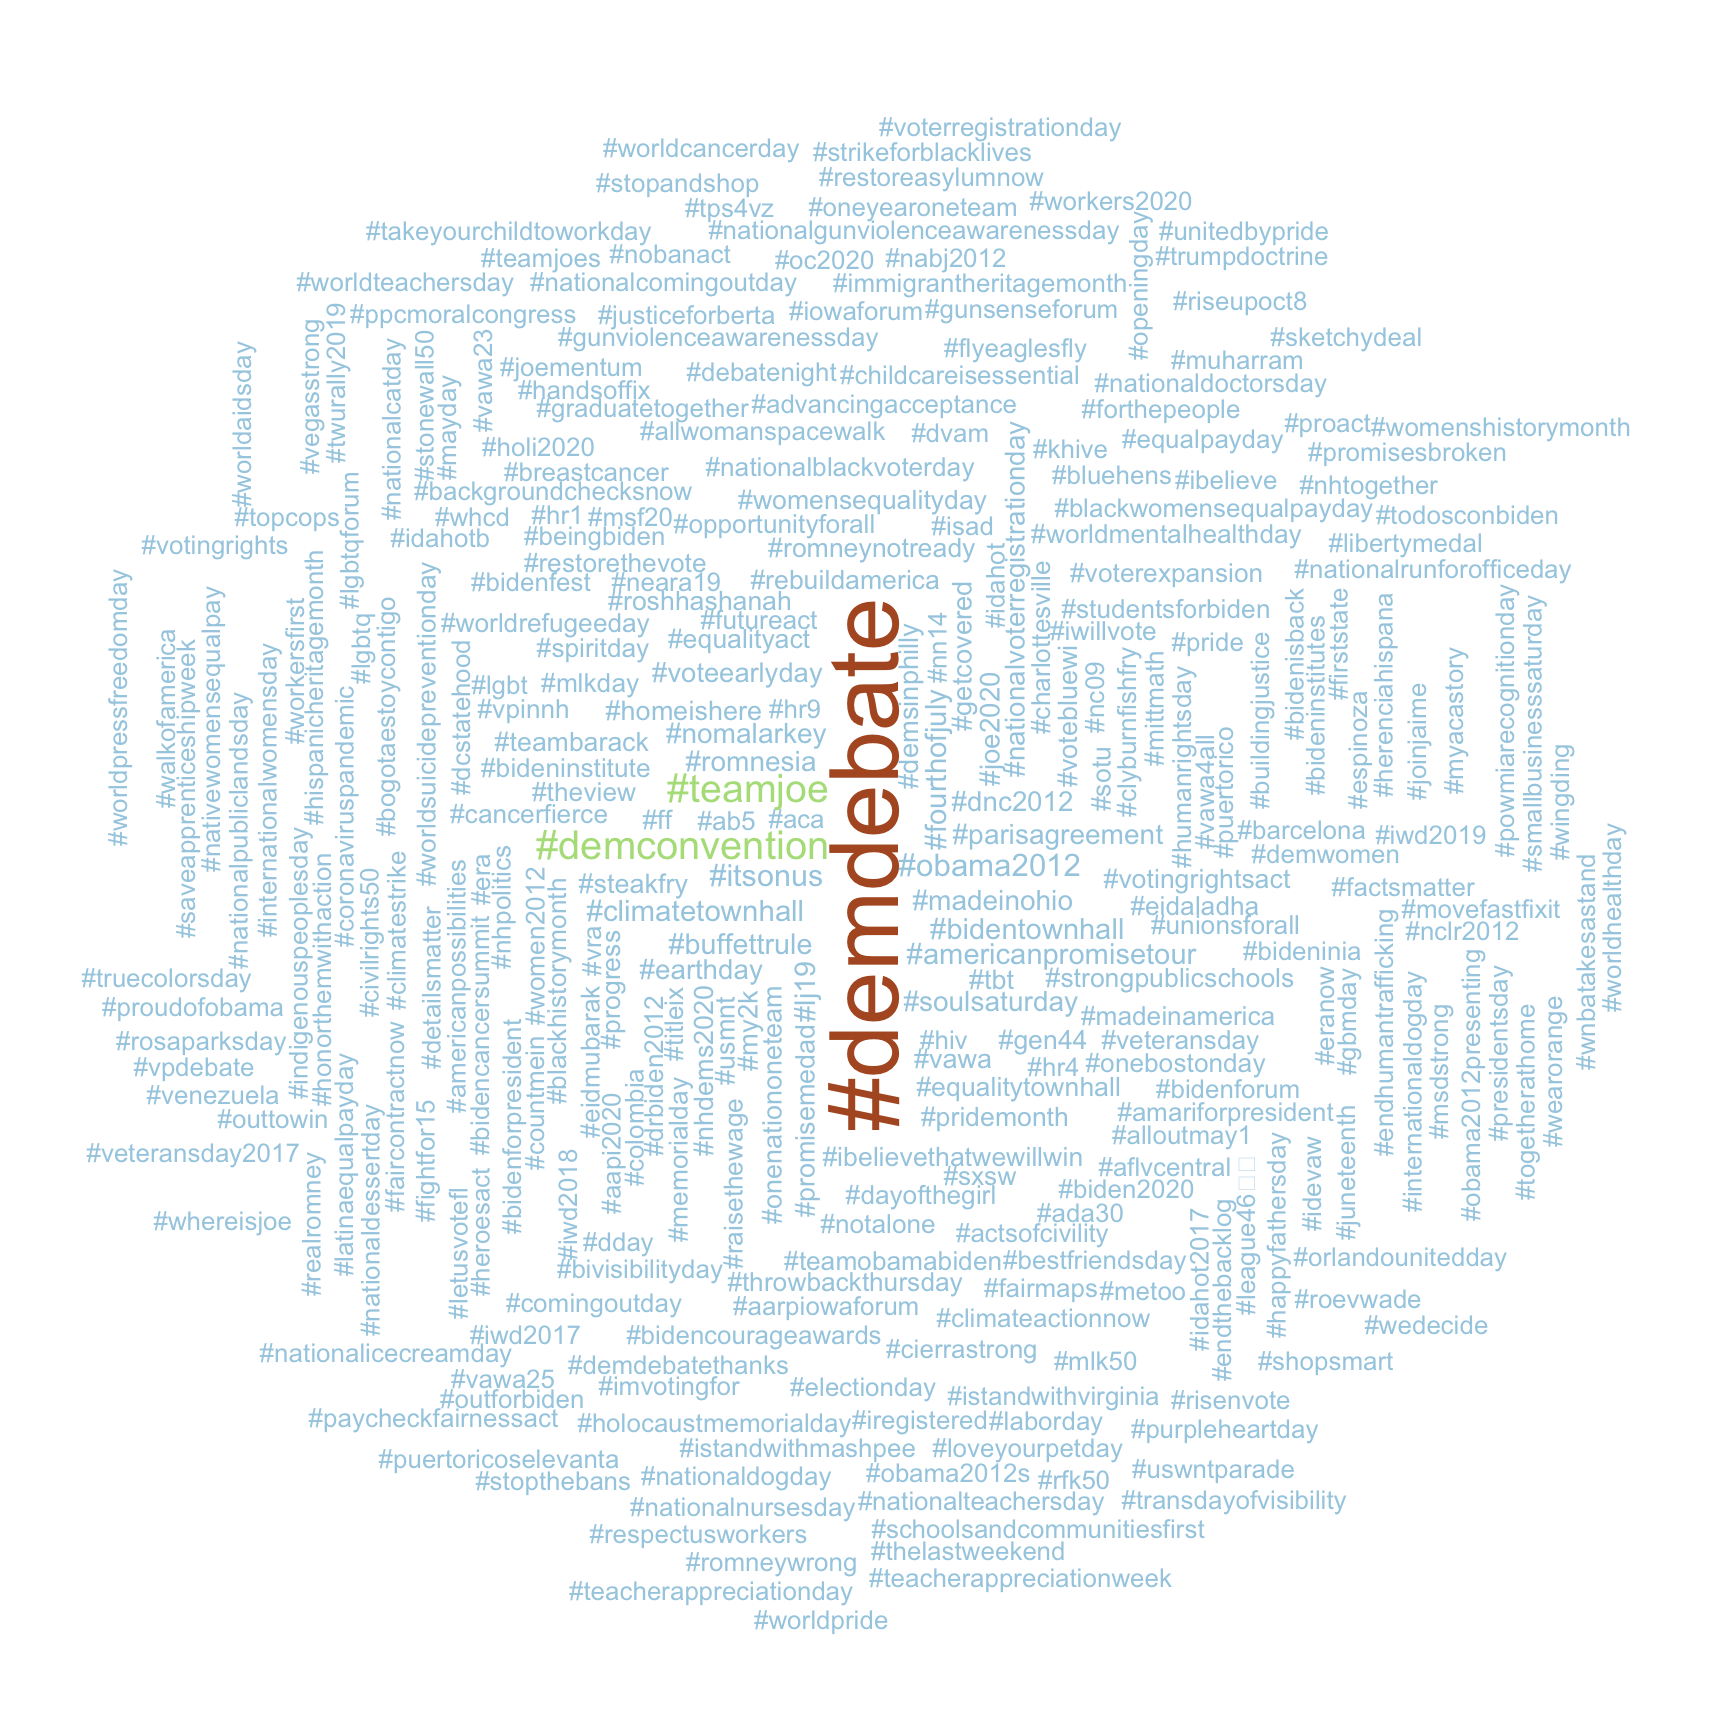 #voterregistrationday
#worldcancerday
#strikeforblacklives
#stopandshop
#restoreasylumnow
#tps4vz
#oneyearoneteam
#workers2020
#takeyourchildtoworkday
#nationalgunviolenceawarenessday
#unitedbypride
#teamjoes
#nobanact
#oc2020
#nabj2012
#openingday
#trumpdoctrine
#worldteachersday
#nationalcomingoutday
#immigrantheritagemonth
#riseupoct8
#ppcmoralcongress
#justiceforberta
#iowaforum
#gunsenseforum
#gunviolenceawarenessday
#sketchydeal
#flyeaglesfly
#muharram
#joementum
#debatenight
#childcareisessential
#nationaldoctorsday
#handsoffix
#graduatetogether
#advancingacceptance
#forthepeople
#proact
#womenshistorymonth
#allwomanspacewalk
#dvam
#khive
#equalpayday
#promisesbroken
#holi2020
#breastcancer
#nationalblackvoterday
#bluehens
#ibelieve
#nhtogether
#backgroundchecksnow
#womensequalityday
#blackwomensequalpayday
#todosconbiden
#topcops
#whcd
#hr1
#msf20
#opportunityforall
#isad
#worldmentalhealthday
#libertymedal
#votingrights
#idahotb
#beingbiden
#romneynotready
#restorethevote
#voterexpansion
#nationalrunforofficeday
#bidenfest
#neara19
#rebuildamerica
#roshhashanah
#studentsforbiden
#worldrefugeeday
#futureact
#iwillvote
#spiritday
#equalityact
#pride
#lgbt
#mlkday
#voteearlyday
#vpinnh
#homeishere
#hr9
#teambarack
#nomalarkey
#bideninstitute
#romnesia
#theview
#teamjoe
#cancerfierce
#ff
#ab5
#aca
#dnc2012
#demconvention
#parisagreement
#barcelona
#iwd2019
#demwomen
#steakfry
#itsonus
#obama2012
#votingrightsact
#factsmatter
#climatetownhall
#madeinohio
#eidaladha
#movefastfixit
#bidentownhall
#unionsforall
#nclr2012
#buffettrule
#americanpromisetour
#bideninia
#earthday
#tbt
#strongpublicschools
#truecolorsday
#proudofobama
#soulsaturday
#madeinamerica
#rosaparksday
#hiv
#gen44
#veteransday
#vpdebate
#vawa
#hr4
#onebostonday
#venezuela
#equalitytownhall
#bidenforum
#outtowin
#pridemonth
#amariforpresident
#alloutmay1
#veteransday2017
#ibelievethatwewillwin
#aflvcentral
#sxsw
#dayofthegirl
#biden2020
#whereisjoe
#notalone
#ada30
#actsofcivility
#dday
#bivisibilityday
#teamobamabiden
#bestfriendsday
#orlandounitedday
#throwbackthursday
#fairmaps
#metoo
#comingoutday
#aarpiowaforum
#roevwade
#climateactionnow
#wedecide
#iwd2017
#bidencourageawards
#nationalicecreamday
#cierrastrong
#demdebatethanks
#mlk50
#shopsmart
#vawa25
#outforbiden
#imvotingfor
#electionday
#istandwithvirginia
#risenvote
#paycheckfairnessact
#holocaustmemorialday
#iregistered
#laborday
#purpleheartday
#istandwithmashpee
#loveyourpetday
#puertoricoselevanta
#stopthebans
#nationaldogday
#obama2012s
#rfk50
#uswntparade
#nationalnursesday
#nationalteachersday
#transdayofvisibility
#respectusworkers
#schoolsandcommunitiesfirst
#romneywrong
#thelastweekend
#teacherappreciationday
#teacherappreciationweek
#worldpride
#demdebate
#worldaidsday
#vegasstrong
#twurally2019
#nationalcatday
#stonewall50
#mayday
#vawa23
#lgbtqforum
#worldpressfreedomday
#walkofamerica
#saveapprenticeshipweek
#nativewomensequalpay
#nationalpubliclandsday
#internationalwomensday
#workersfirst
#hispanicheritagemonth
#lgbtq
#coronaviruspandemic
#bogotaestoycontigo
#worldsuicidepreventionday
#dcstatehood
#indigenouspeoplesday
#honorthemwithaction
#civilrights50
#climatestrike
#detailsmatter
#americanpossibilities
#era
#bidencancersummit
#nhpolitics
#women2012
#countmein
#blackhistorymonth
#vra
#eidmubarak
#progress
#drbiden2012
#titleix
#nhdems2020
#usmnt
#my2k
#onenationoneteam
#lj19
#promisemedad
#realromney
#latinaequalpayday
#nationaldessertday
#faircontractnow
#fightfor15
#letusvotefl
#heroesact
#bidenforpresident
#iwd2018
#aapi2020
#colombia
#memorialday
#raisethewage
#demsinphilly
#nn14
#fourthofjuly
#getcovered
#idahot
#joe2020
#nationalvoterregistrationday
#charlottesville
#votebluewi
#nc09
#sotu
#clyburnfishfry
#mittmath
#humanrightsday
#vawa4all
#puertorico
#buildingjustice
#bidenisback
#bideninstitutes
#firststate
#espinoza
#herenciahispana
#joinjaime
#myacastory
#powmiarecognitionday
#smallbusinesssaturday
#wingding
#worldhealthday
#wnbatakesastand
#eranow
#gbmday
#endhumantrafficking
#internationaldogday
#msdstrong
#obama2012presenting
#presidentsday
#togetherathome
#wearorange
#idahot2017
#endthebacklog
#league46
#happyfathersday
#idevaw
#juneteenth